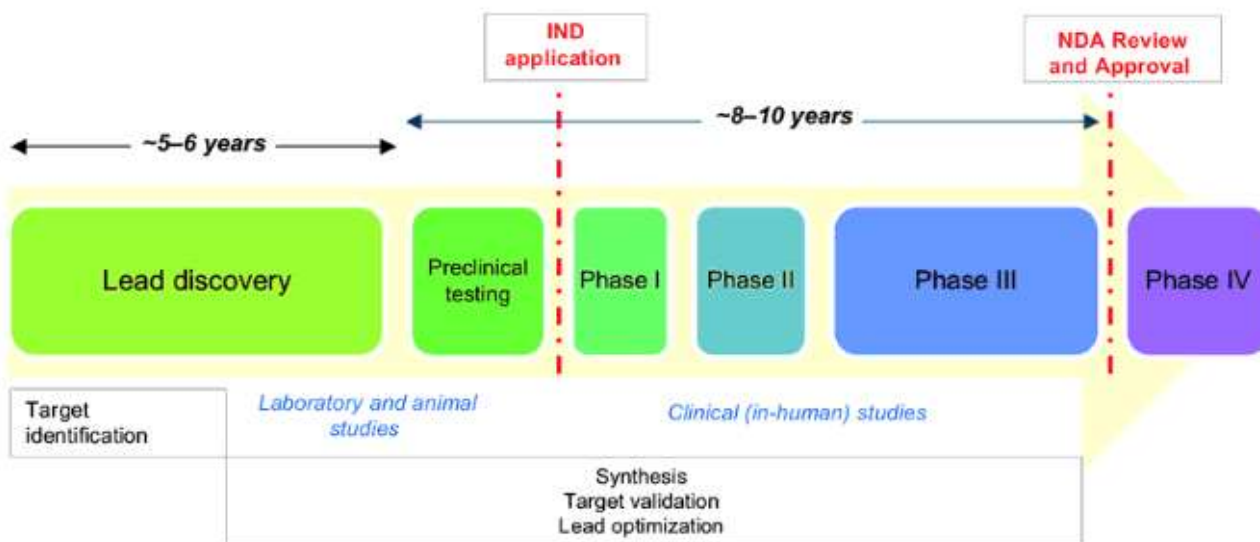 IND
application
NDA Review
and Approval
~5–6 years
~8–10 years
Lead discovery
Preclinical
testing
Phase I
Phase II
Phase III
Phase IV
Target
identification
Laboratory and animal
studies
Clinical (in-human) studies
Synthesis
Target validation
Lead optimization